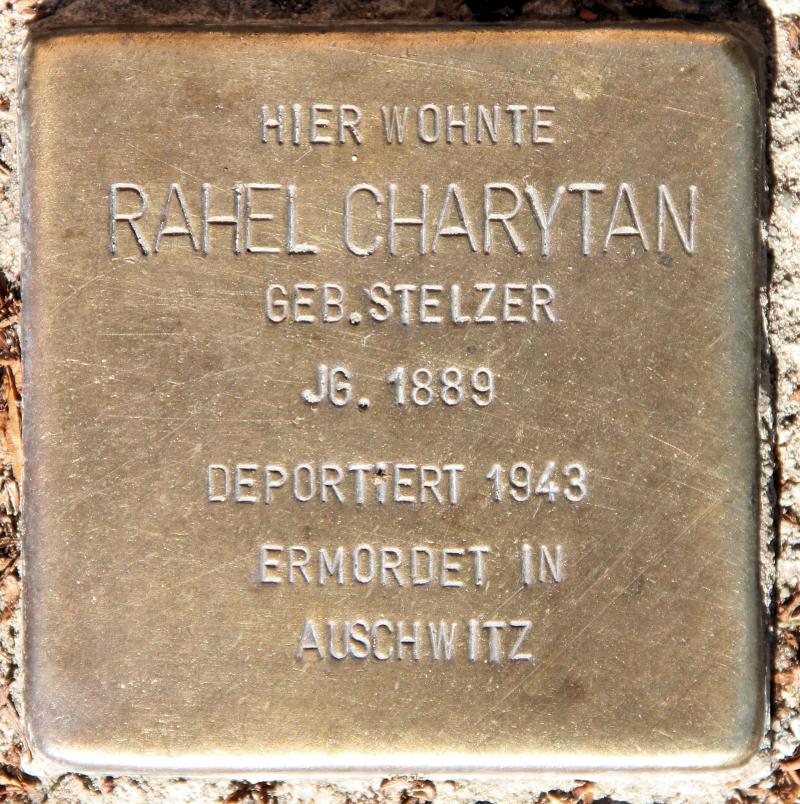 HIER WOHNTE
RAHEL CHARYTAN
GEB. STELZER
JG. 1889
DEPORTIERT 1943
ERMORDET IN
AUSCHWITZ